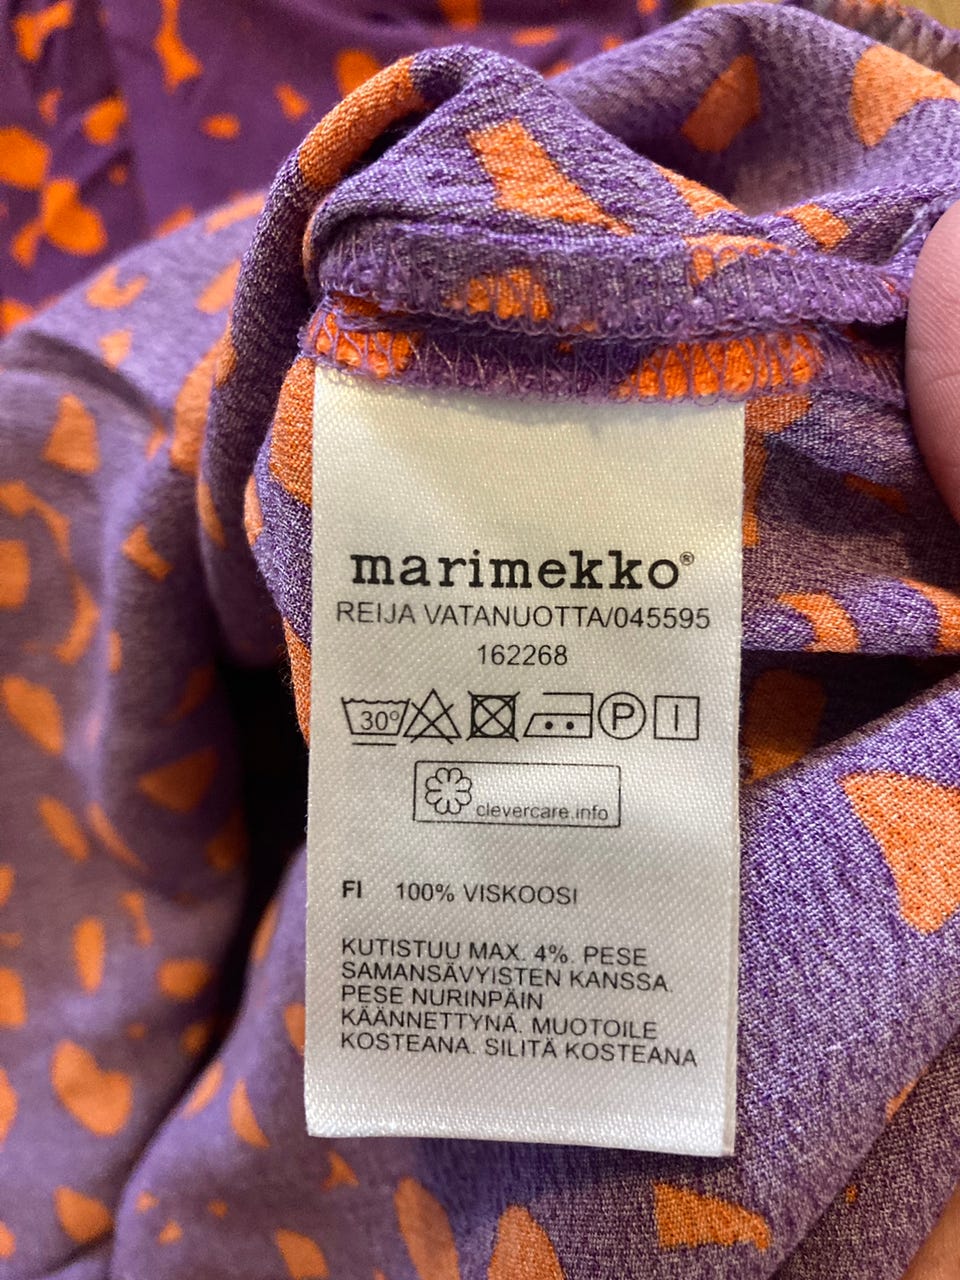 marimekko®
REIJA VATANUOTTA/045595
162268
30° P
clevercare.info
FI 100% VISKOOSI
KUTISTUU MAX. 4%. PESE
SAMANSÄVYISTEN KANSSA.
PESE NURINPÄIN
KÄÄNNETTYNÄ. MUOTOILE
KOSTEANA. SILITÄ KOSTEANA